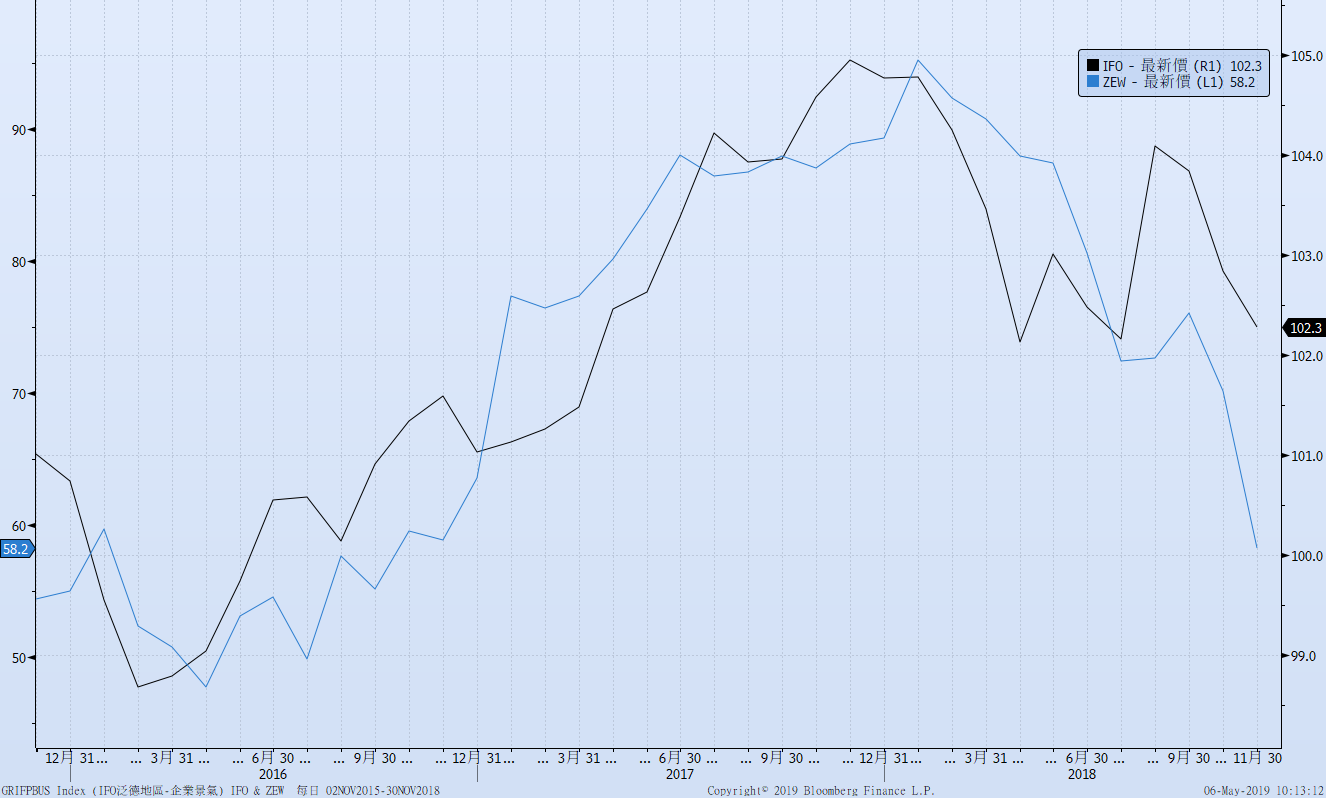 IFO - 最新價 (R1) 102.3
ZEW - 最新價 (L1) 58.2
90
80
70
60
58.2
50
105.0
104.0
103.0
102.3
102.0
101.0
100.0
99.0
12月 31... ... 3月 31 ... ... 6月 30 ... ... 9月 30 ... ... 12月 31... ... 3月 31 ... ... 6月 30 ... ... 9月 30 ... ... 12月 31 ... ... 3月 31 ... ... 6月 30 ... ... 9月 30 ... 11月 30
2016 2017 2018
GRIFPBUS Index (IFO泛德地區-企業景氣) IFO & ZEW 每日 02NOV2015-30NOV2018
Copyright© 2019 Bloomberg Finance L.P.
06-May-2019 10:13:12